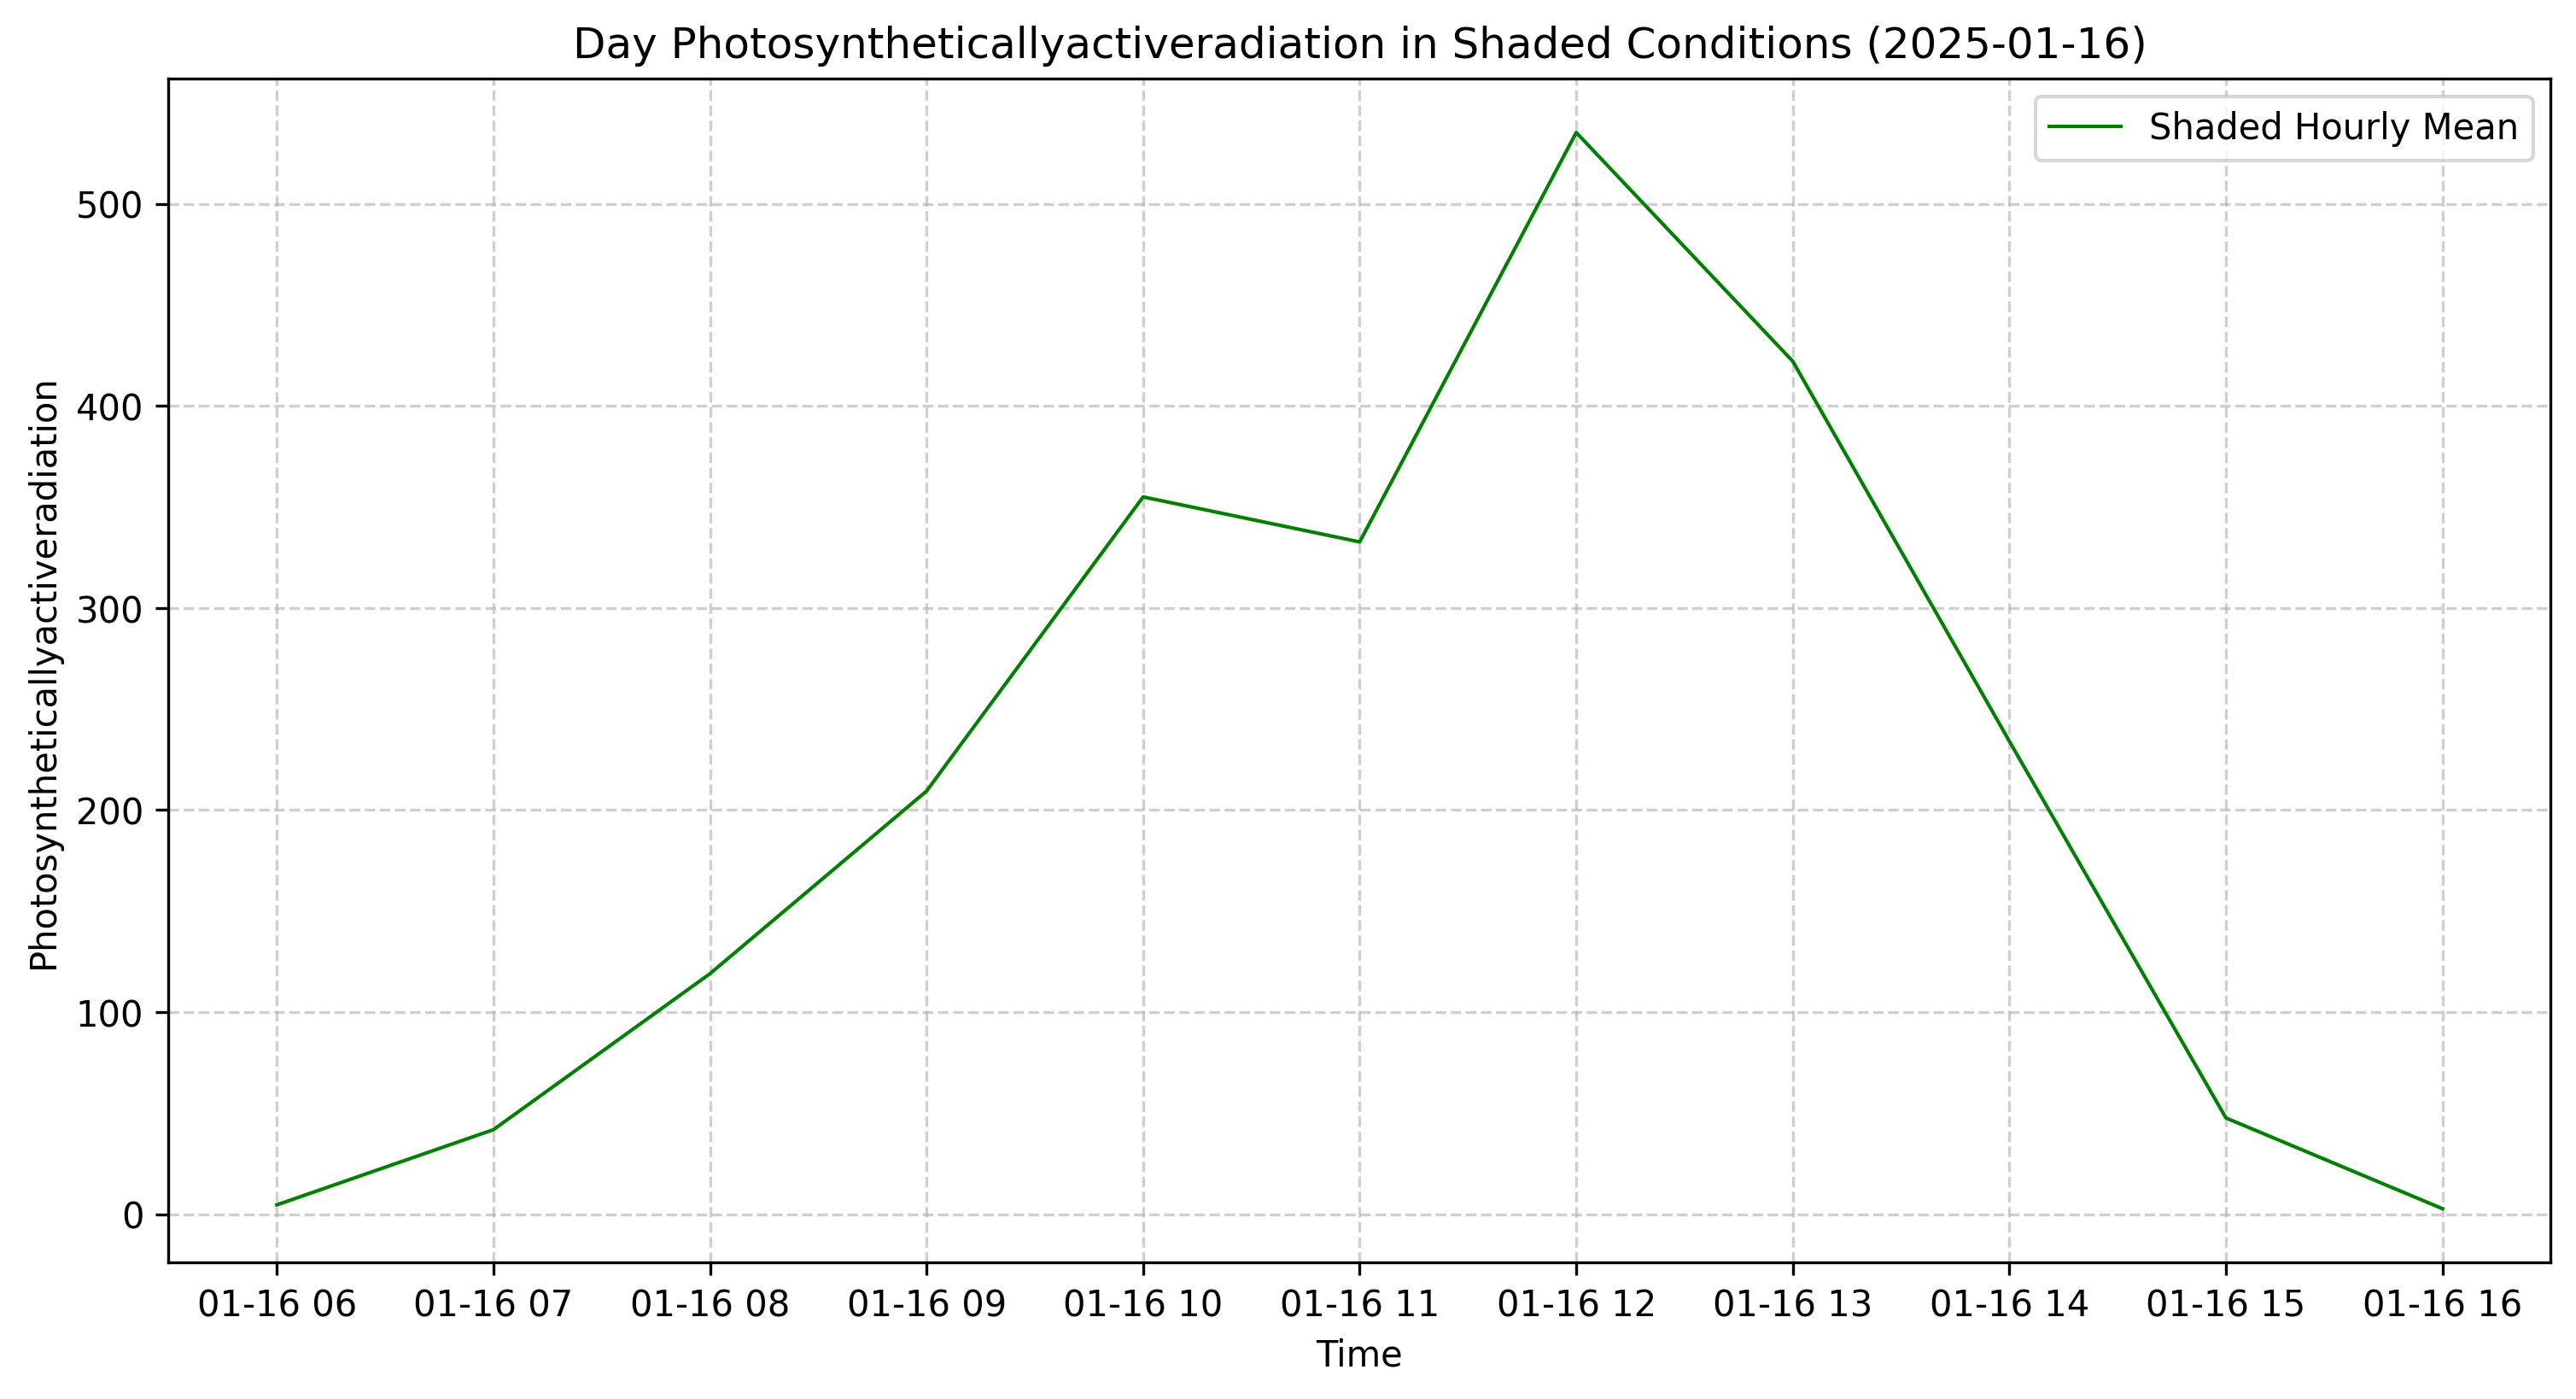 Day Photosyntheticallyactiveradiation in Shaded Conditions (2025-01-16)
Shaded Hourly Mean
Photosyntheticallyactiveradiation
500
400
300
200
100
0
01-16 06 01-16 07 01-16 08 01-16 09 01-16 10 01-16 11 01-16 12 01-16 13 01-16 14 01-16 15 01-16 16
Time